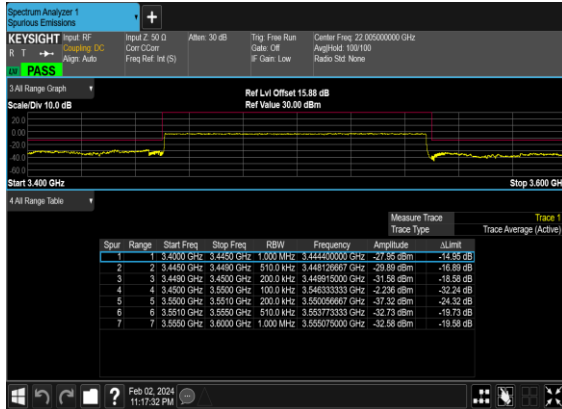 Spectrum Analyzer 1
Spurious Emissions
KEYSIGHT Input: RF Input Z: 50 Ω Atten: 30 dB Trig: Free Run Center Freq: 22.005000000 GHz
R T Coupling: DC Corr CCorr Gate: Off Avg|Hold: 100/100
Align: Auto Freq Ref: Int (S) IF Gain: Low Radio Std: None
PASS
3 All Range Graph
Ref Lvl Offset 15.88 dB
Scale/Div 10.0 dB Ref Value 30.00 dBm
20.0
0.00
-20.0
-40.0
-60.0
Start 3.400 GHz Stop 3.600 GH
4 All Range Table
Measure Trace Trace 1
Trace Type Trace Average (Active)
Spur Range Start Freq Stop Freq RBW Frequency Amplitude ΔLimit
1 1 3.4000 GHz 3.4450 GHz 1.000 MHz 3.444400000 GHz -27.95 dBm -14.95 dB
2 2 3.4450 GHz 3.4490 GHz 510.0 kHz 3.448126667 GHz -29.89 dBm -16.89 dB
3 3 3.4490 GHz 3.4500 GHz 200.0 kHz 3.449915000 GHz -31.58 dBm -18.58 dB
4 4 3.4500 GHz 3.5500 GHz 100.0 kHz 3.546333333 GHz -2.236 dBm -32.24 dB
5 5 3.5500 GHz 3.5510 GHz 200.0 kHz 3.550056667 GHz -37.32 dBm -24.32 dB
6 6 3.5510 GHz 3.5550 GHz 510.0 kHz 3.553773333 GHz -32.73 dBm -19.73 dB
7 7 3.5550 GHz 3.6000 GHz 1.000 MHz 3.555075000 GHz -32.58 dBm -19.58 dB
Feb 02, 2024
11:17:32 PM